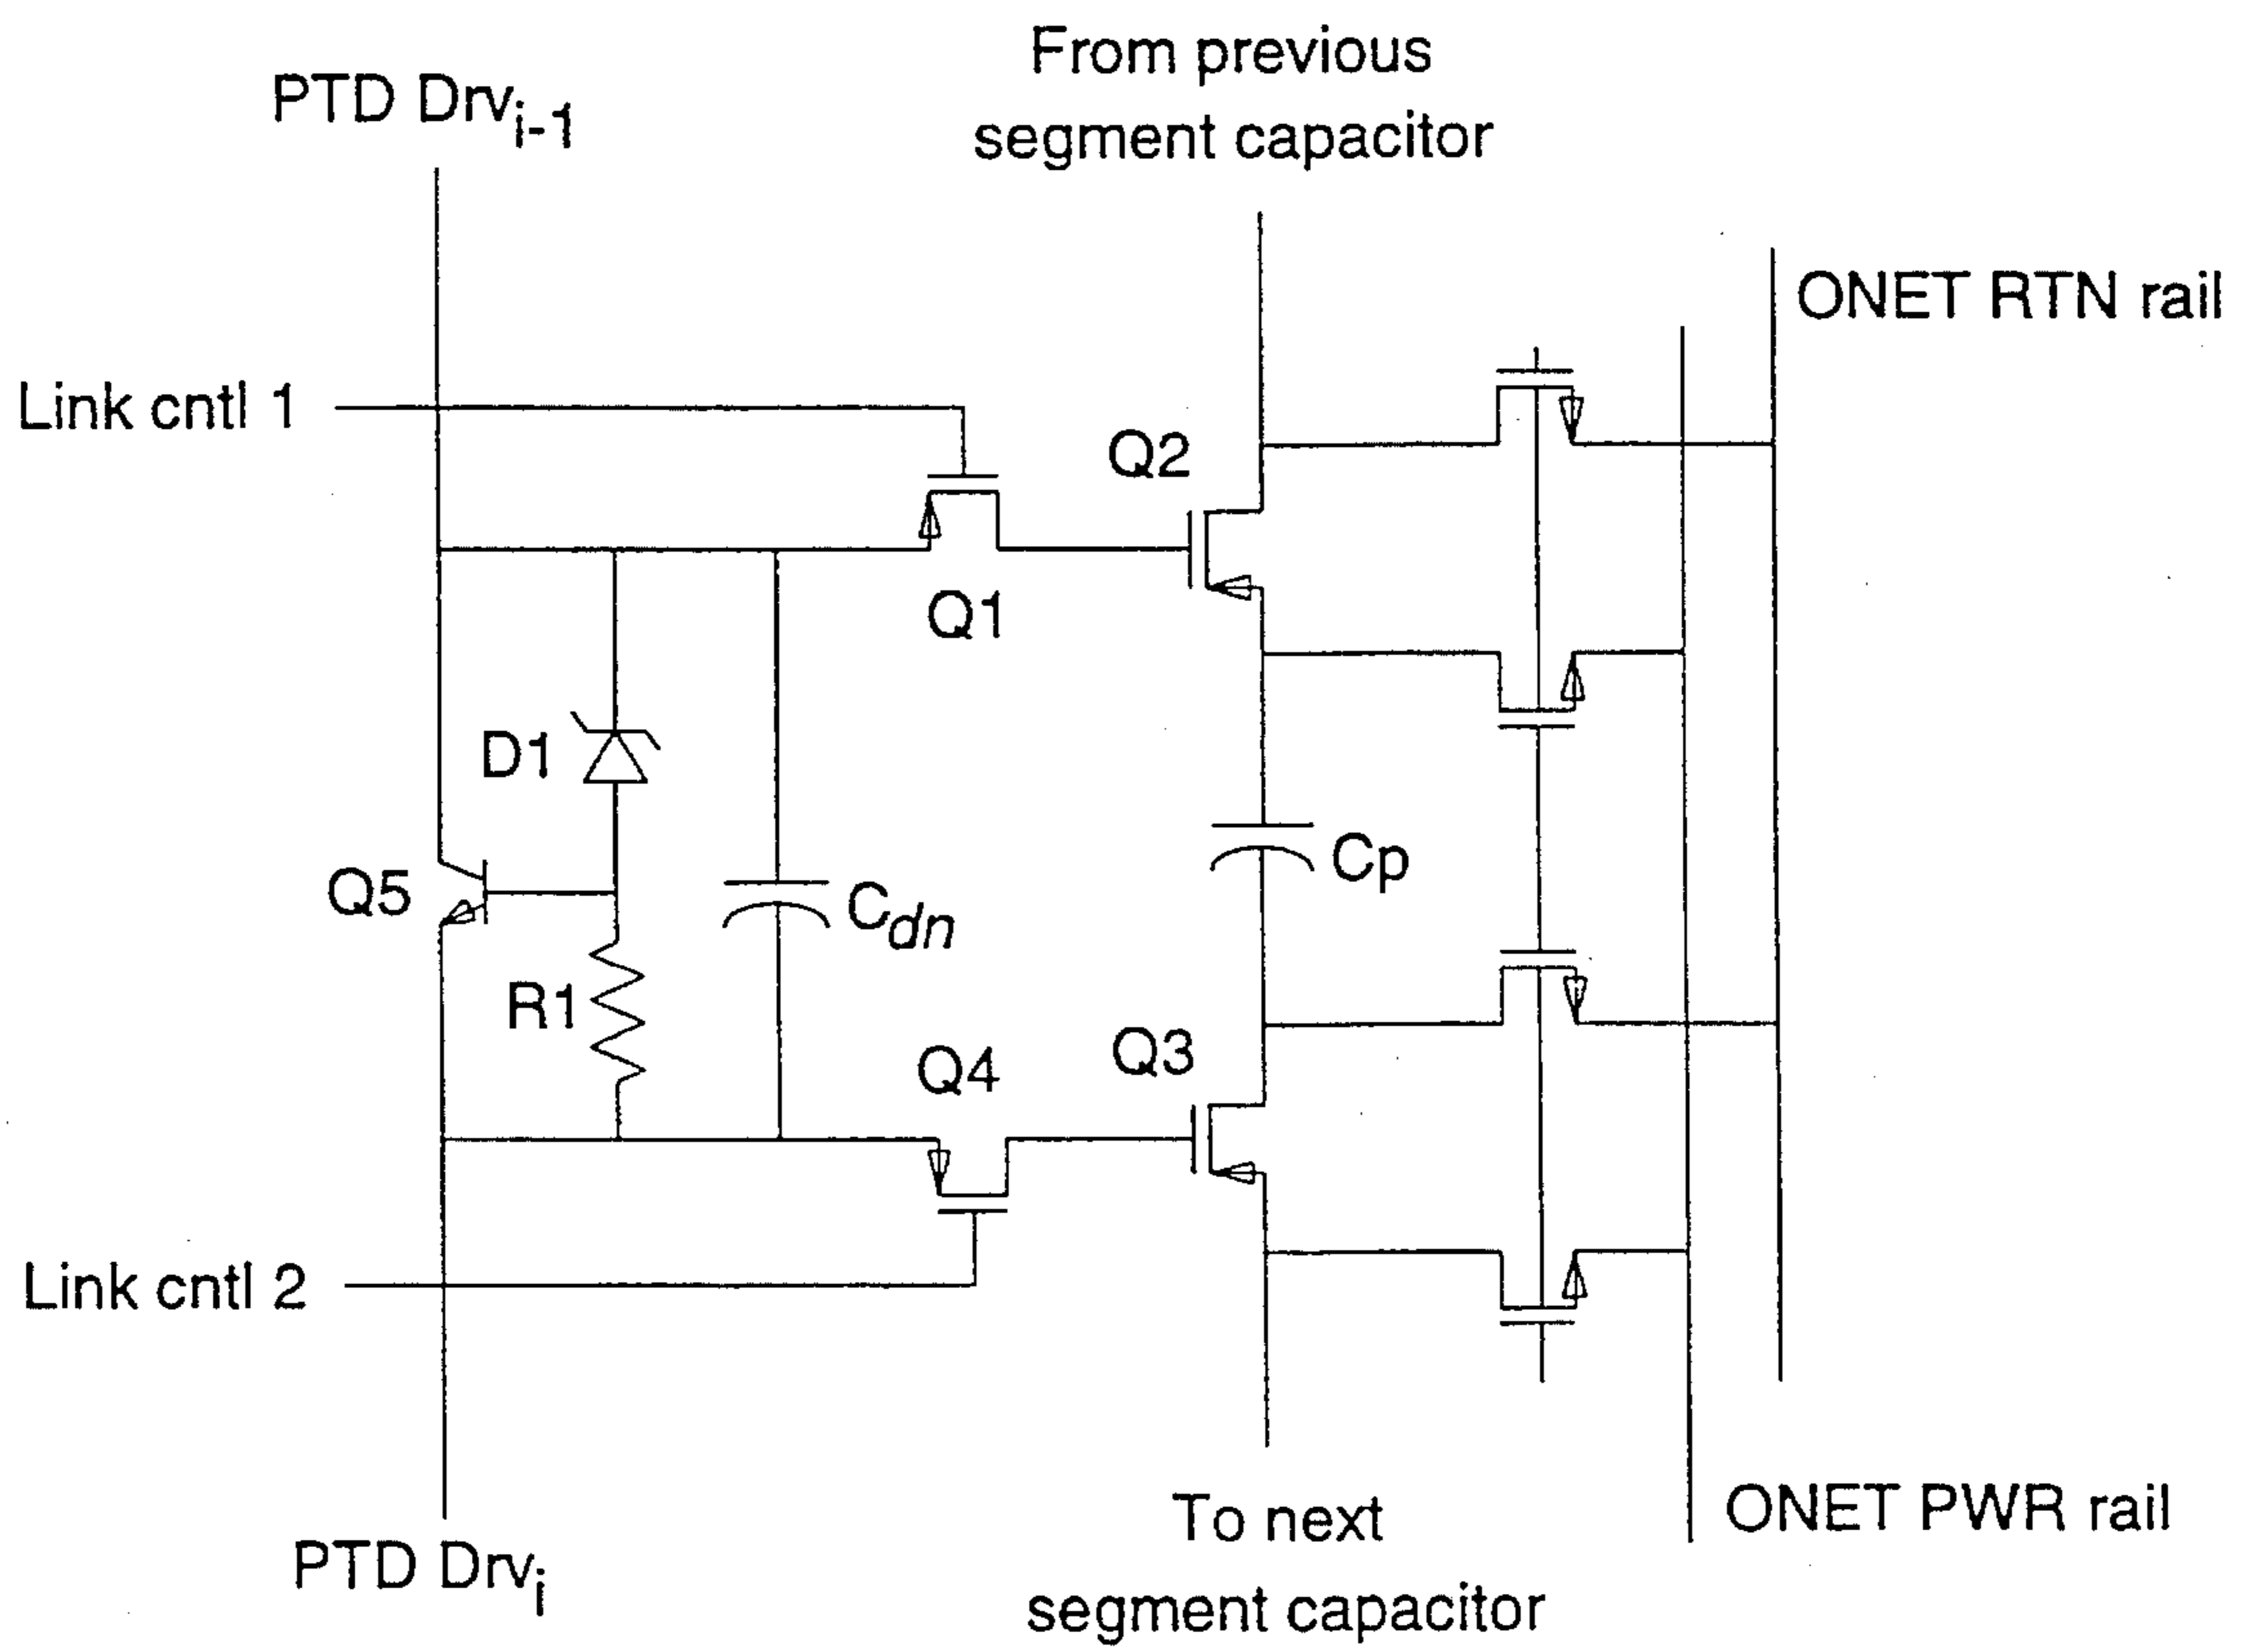 From previous
segment capacitor
PTD Drvi-1
ONET RTN rail
Link cntl 1
Q2
Q1
D1
Cp
Q5
Cdn
R1
Q4
Q3
Link cntl 2
To next
segment capacitor
ONET PWR rail
PTD Drvi